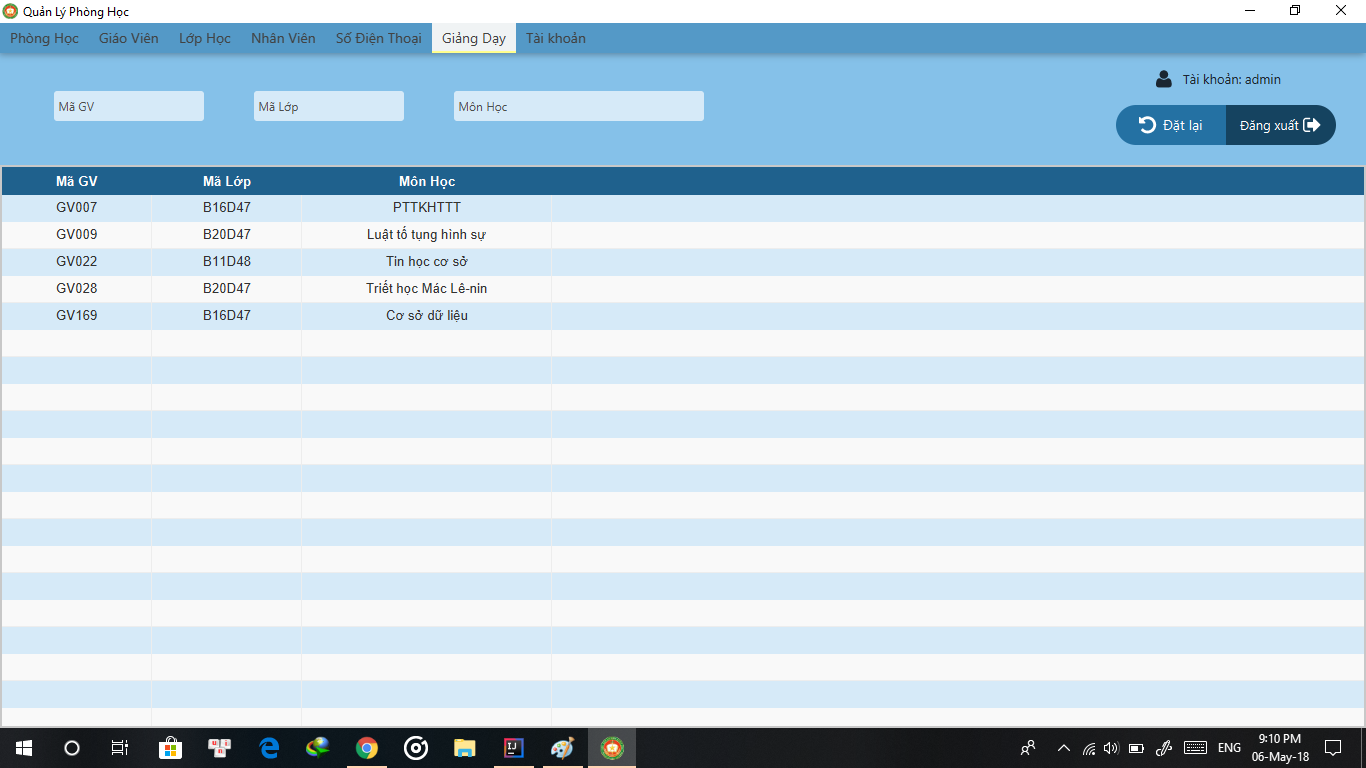 Quản Lý Phòng Học
Phòng Học Giáo Viên Lớp Học Nhân Viên Số Điện Thoại Giảng Dạy Tài khoản
Tài khoản: admin
Mã GV Mã Lớp Môn Học
Đặt lại Đăng xuất
Mã GV Mã Lớp Môn Học
GV007 B16D47 PTTKHTTT
GV009 B20D47 Luật tố tụng hình sự
GV022 B11D48 Tin học cơ sở
GV028 B20D47 Triết học Mác Lê-nin
GV169 B16D47 Cơ sở dữ liệu
ENG
9:10 PM
06-May-18